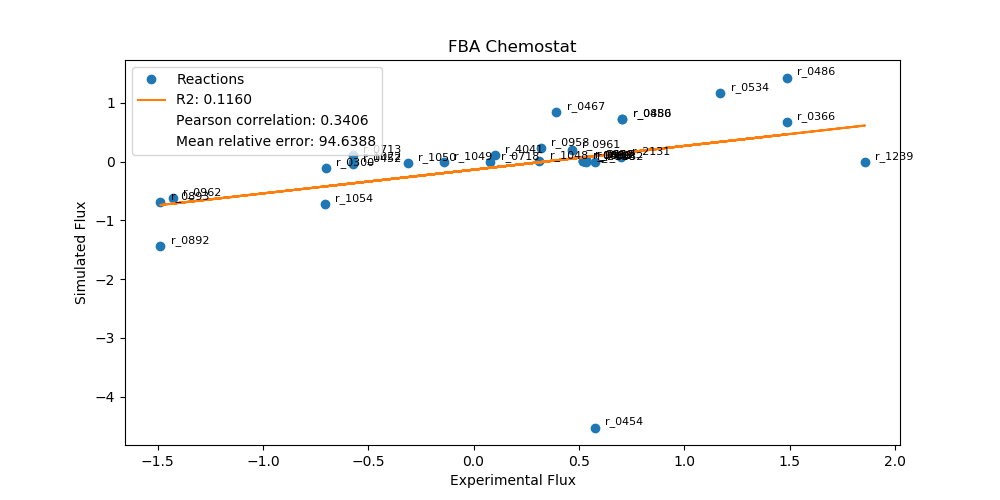 FBA Chemostat
Reactions
R2: 0.1160
Pearson correlation: 0.3406
Mean relative error: 94.6388
r_0486
r_0534
r_0467
r_0366
r_0713
r_4041
r_0958
r_0961
r_2131
r_1239
r_0300
r_1050
r_1049
r_0718
r_1048
r_0962
r_0893
r_1054
r_0892
r_0454
1
0
−1
−2
−3
−4
Simulated Flux
−1.5
−1.0
−0.5
0.0
0.5
1.0
1.5
2.0
Experimental Flux